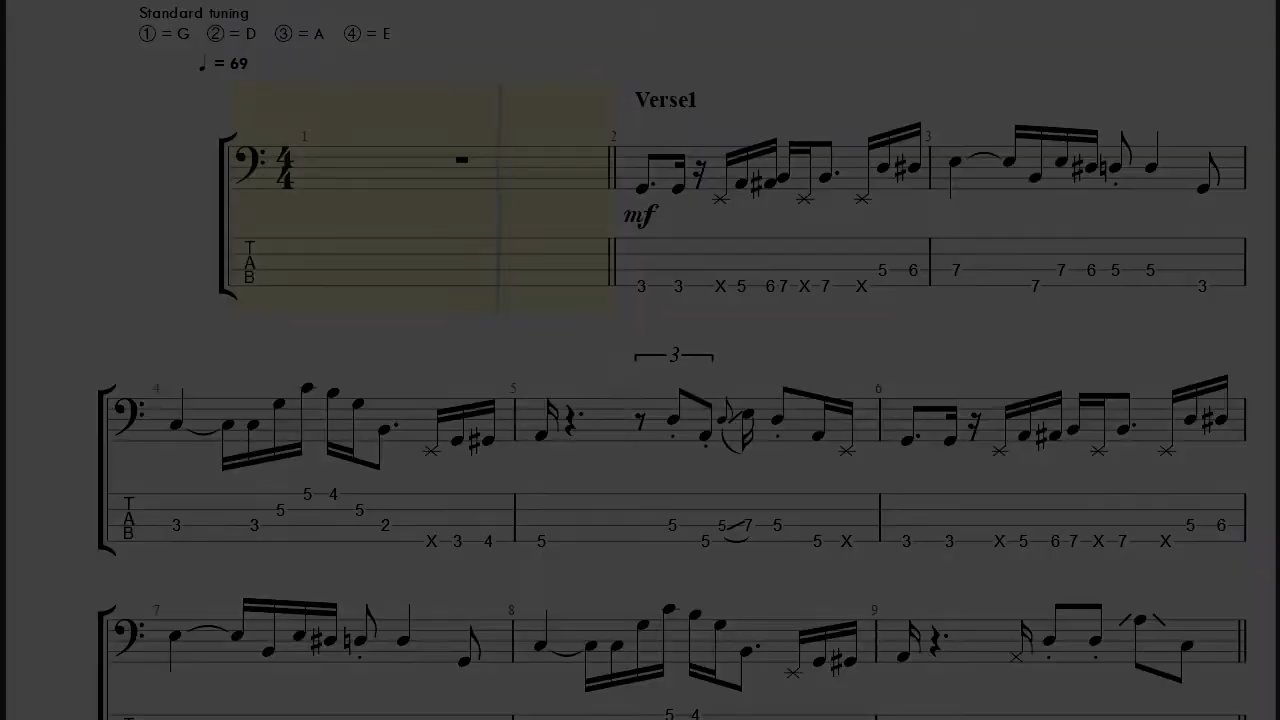 Standard tuning
① = G ② = D ③ = A ④ = E
♩ = 69
Verse1
1 2 3
4
4
mf
T
A
B
5 6 7 6 5 5
3 3 X 5 6 7 X 7 X 7 3
3
4 5 6
T
A
B
5 4
5 5
3 3 2 5 5 7 5 5 6
X 3 4 5 5 5 X 3 3 X 5 6 7 X 7 X
7 8 9
5 4